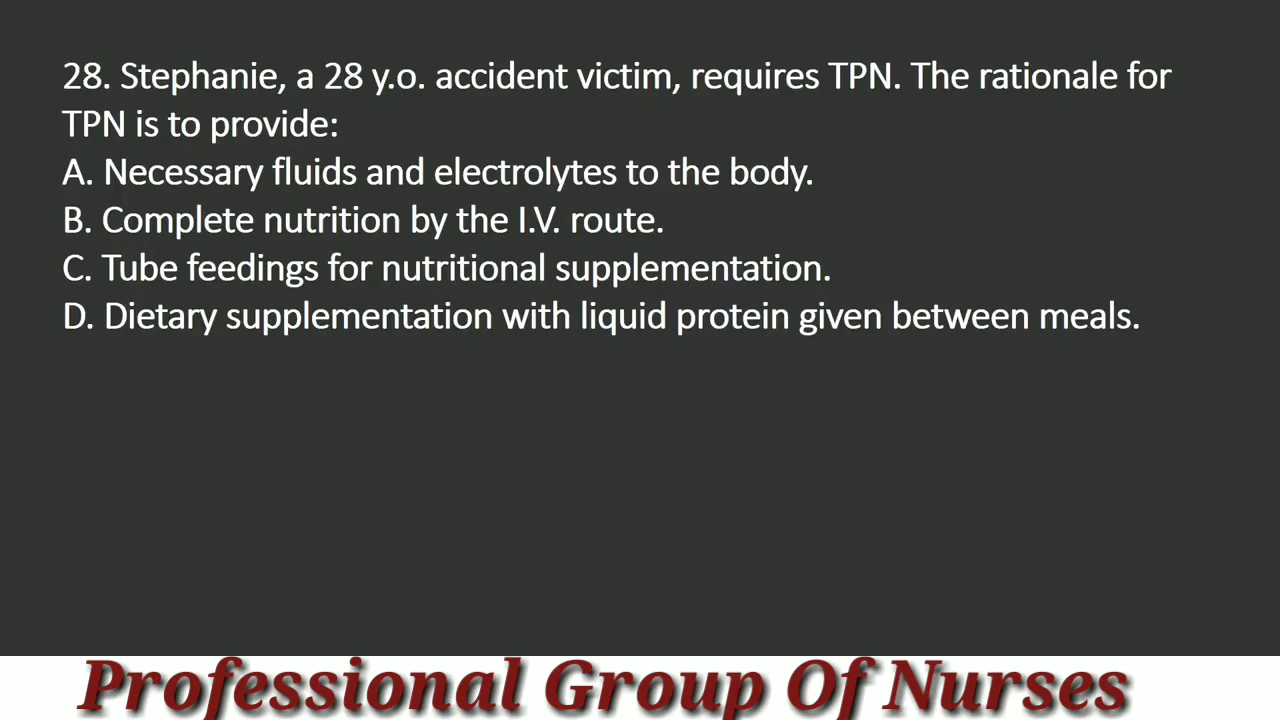 28. Stephanie, a 28 y.o. accident victim, requires TPN. The rationale for
TPN is to provide:
A. Necessary fluids and electrolytes to the body.
B. Complete nutrition by the I.V. route.
C. Tube feedings for nutritional supplementation.
D. Dietary supplementation with liquid protein given between meals.
Professional Group Of Nurses